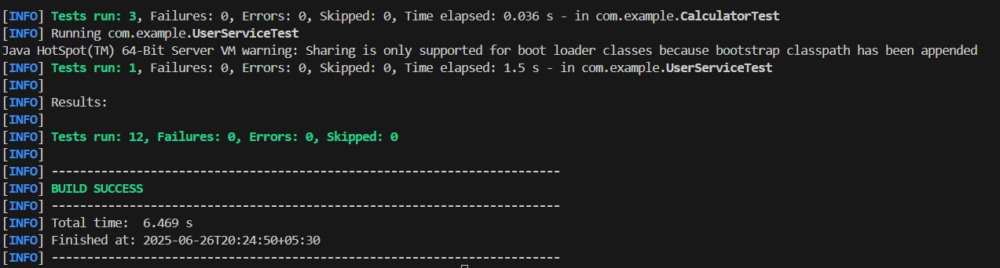 [INFO] Tests run: 3, Failures: 0, Errors: 0, Skipped: 0, Time elapsed: 0.036 s - in com.example.CalculatorTest
[INFO] Running com.example.UserServiceTest
Java HotSpot(TM) 64-Bit Server VM warning: Sharing is only supported for boot loader classes because bootstrap classpath has been appended
[INFO] Tests run: 1, Failures: 0, Errors: 0, Skipped: 0, Time elapsed: 1.5 s - in com.example.UserServiceTest
[INFO]
[INFO] Results:
[INFO]
[INFO] Tests run: 12, Failures: 0, Errors: 0, Skipped: 0
[INFO]
[INFO] ------------------------------------------------------------------------
[INFO] BUILD SUCCESS
[INFO] ------------------------------------------------------------------------
[INFO] Total time:  6.469 s
[INFO] Finished at: 2025-06-26T20:24:50+05:30
[INFO] ------------------------------------------------------------------------